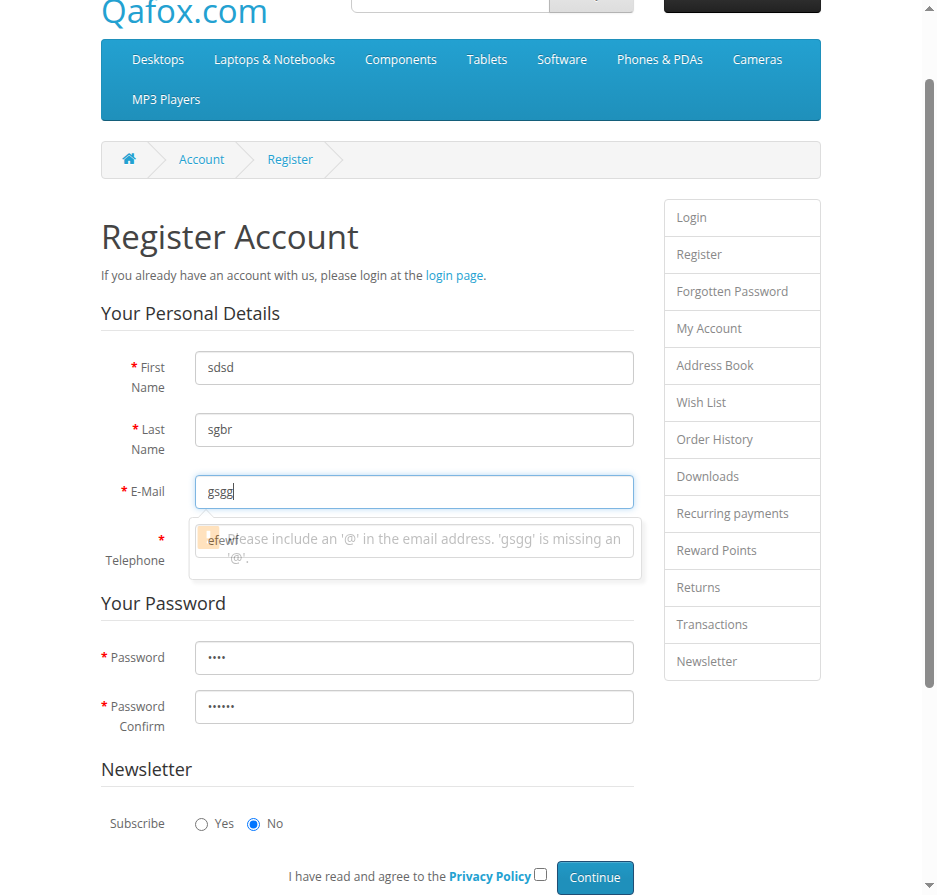 Qafox.com
Desktops Laptops & Notebooks Components Tablets Software Phones & PDAs Cameras
MP3 Players
Account Register
Register Account
If you already have an account with us, please login at the login page.
Your Personal Details
* First
Name
sdsd
* Last
Name
sgbr
* E-Mail
gsgg
*
Telephone
efewf
Please include an '@' in the email address. 'gsgg' is missing an
'@'.
Your Password
* Password
••••
* Password
Confirm
••••••
Newsletter
Subscribe Yes No
I have read and agree to the Privacy Policy Continue
Login
Register
Forgotten Password
My Account
Address Book
Wish List
Order History
Downloads
Recurring payments
Reward Points
Returns
Transactions
Newsletter